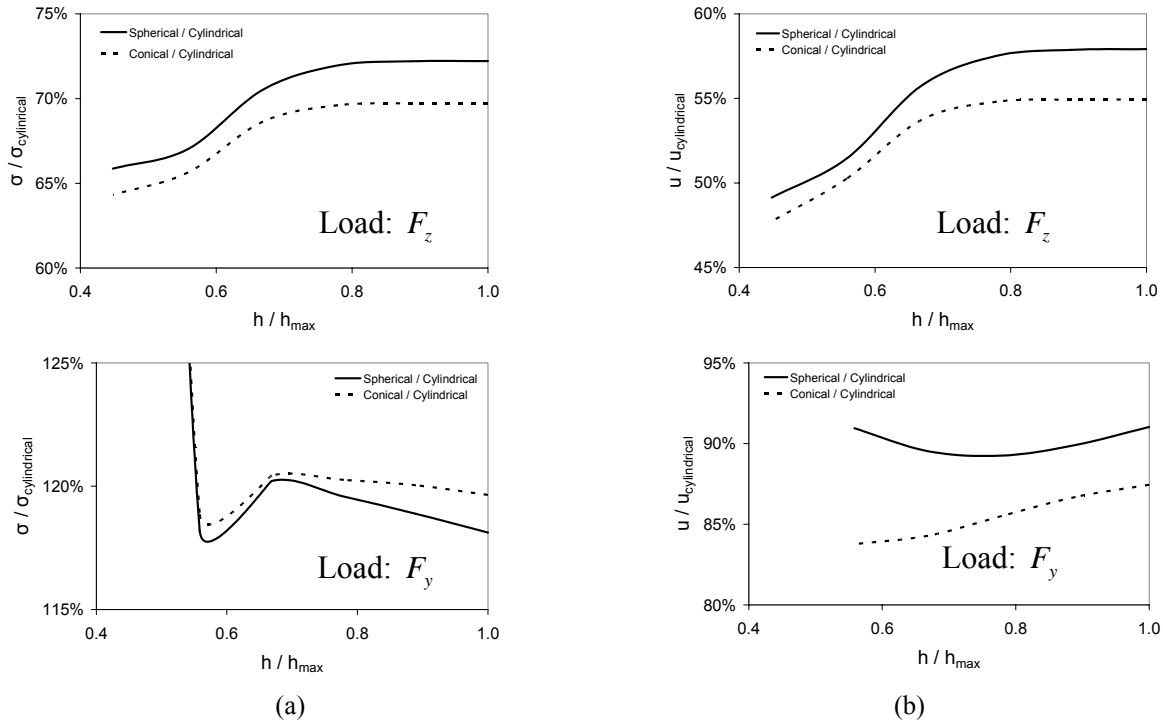 75%
70%
65%
60%
σ / σcylinrical
Spherical / Cylindrical
Conical / Cylindrical
Load: Fz
0.4 0.6 0.8 1.0
h / hmax
60%
55%
50%
45%
u / ucylindrical
Spherical / Cylindrical
Conical / Cylindrical
Load: Fz
0.4 0.6 0.8 1.0
h / hmax
125%
120%
115%
σ / σcylindrical
Spherical / Cylindrical
Conical / Cylindrical
Load: Fy
0.4 0.6 0.8 1.0
h / hmax
(a)
95%
90%
85%
80%
u / ucylindrical
Spherical / Cylindrical
Conical / Cylindrical
Load: Fy
0.4 0.6 0.8 1.0
h / hmax
(b)